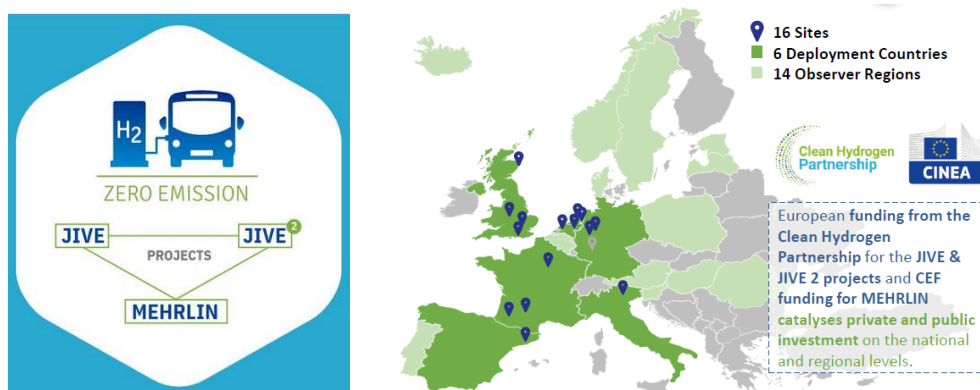 H2
ZERO EMISSION
JIVE
JIVE 2
PROJECTS
MEHRLIN
16 Sites
6 Deployment Countries
14 Observer Regions
Clean Hydrogen
Partnership
CINEA
European funding from the
Clean Hydrogen
Partnership for the JIVE &
JIVE 2 projects and CEF
funding for MEHRLIN
catalyses private and public
investment on the national
and regional levels.